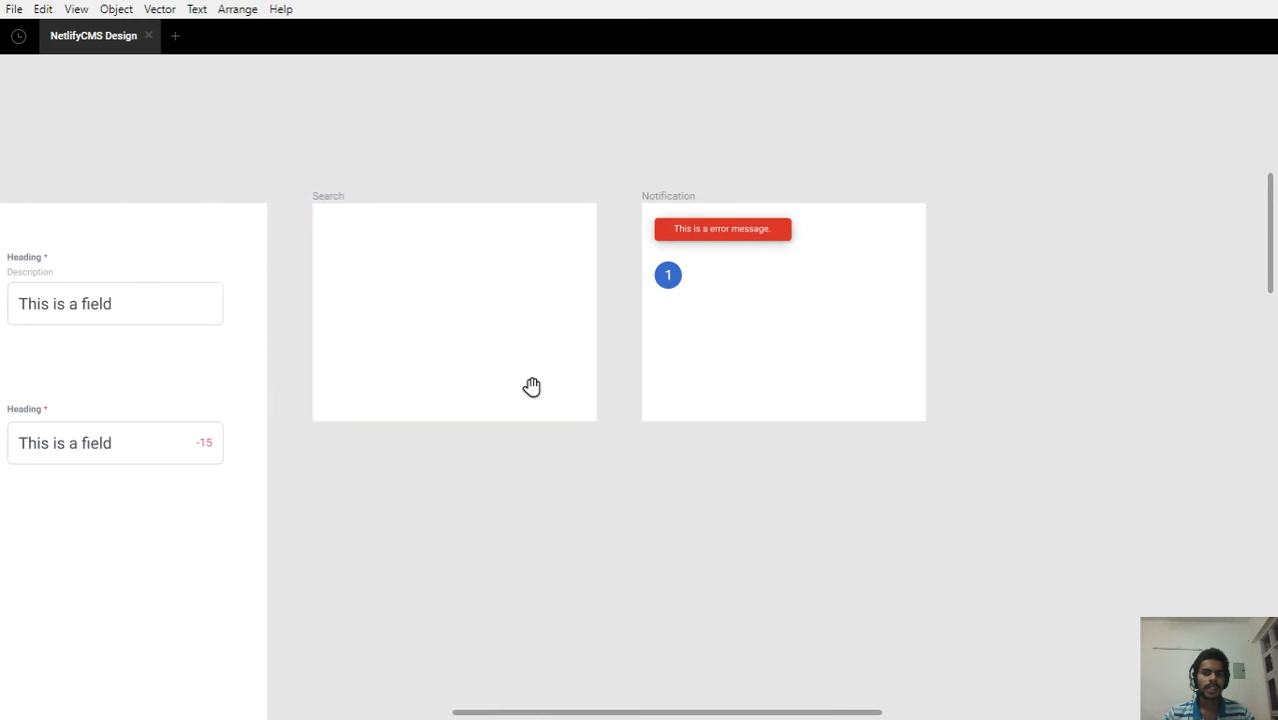 File Edit View Object Vector Text Arrange Help
NetlifyCMS Design
Search
Notification
This is a error message.
1
Heading *
Description
This is a field
Heading *
This is a field -15